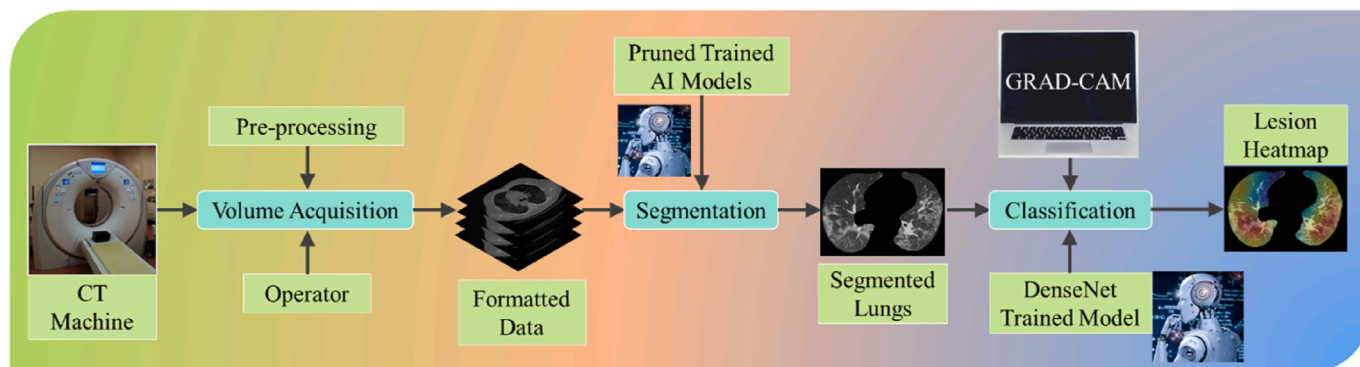 CT
Machine
Pre-processing
Volume Acquisition
Operator
Formatted
Data
Pruned Trained
AI Models
Segmentation
Segmented
Lungs
GRAD-CAM
Classification
DenseNet
Trained Model
Lesion
Heatmap